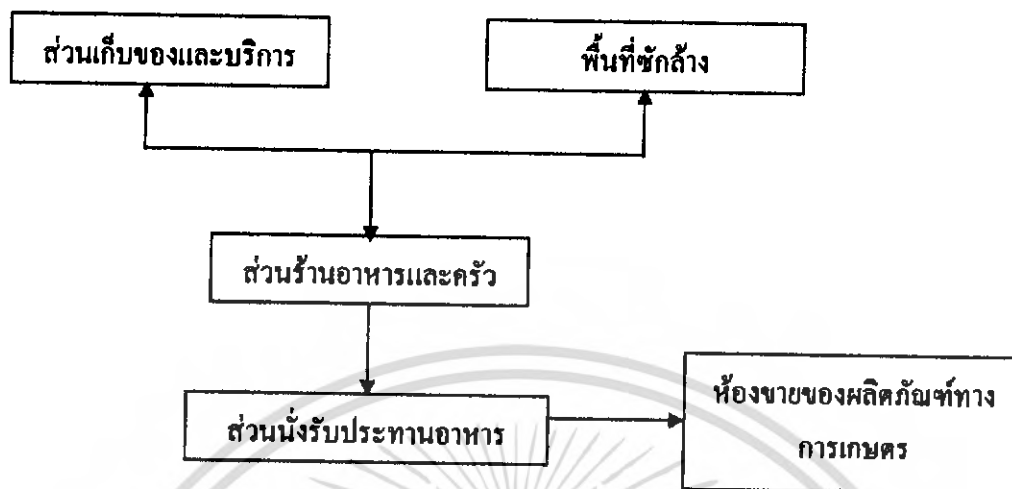 ส่วนเก็บของและบริการ
พื้นที่ซักล้าง
ส่วนร้านอาหารและครัว
ส่วนนั่งรับประทานอาหาร
ห้องขายของผลิตภัณฑ์ทาง
การเกษตร